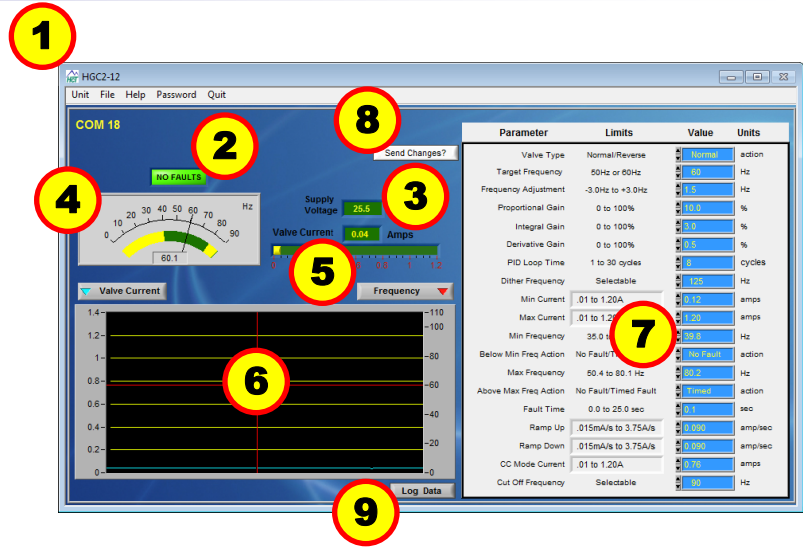 1
HGC2-12
Unit File Help Password Quit
COM 18
8
Send Changes?
2
NO FAULTS
3
Supply Voltage 25.5
Valve Current 0.04 Amps
4
0 10 20 30 40 50 60 70 80 90 Hz
60.1
5
0 0.8 1 1.2
Valve Current
Frequency
1.4
1.2
1
0.8
0.6
0.4
0.2
0
110
100
80
60
40
20
0
6
9
Log Data
7
Parameter Limits Value Units
Valve Type Normal/Reverse Normal action
Target Frequency 50Hz or 60Hz 60 Hz
Frequency Adjustment -3.0Hz to +3.0Hz 1.5 Hz
Proportional Gain 0 to 100% 10.0 %
Integral Gain 0 to 100% 3.0 %
Derivative Gain 0 to 100% 0.5 %
PID Loop Time 1 to 30 cycles 8 cycles
Dither Frequency Selectable 125 Hz
Min Current .01 to 1.20A 0.12 amps
Max Current .01 to 1.20 1.20 amps
Min Frequency 35.0 to 39.8 Hz
Below Min Freq Action No Fault/ No Fault action
Max Frequency 50.4 to 80.1 Hz 80.2 Hz
Above Max Freq Action No Fault/Timed Fault Timed action
Fault Time 0.0 to 25.0 sec 0.1 sec
Ramp Up .015mA/s to 3.75A/s 0.090 amp/sec
Ramp Down .015mA/s to 3.75A/s 0.090 amp/sec
CC Mode Current .01 to 1.20A 0.76 amps
Cut Off Frequency Selectable 90 Hz